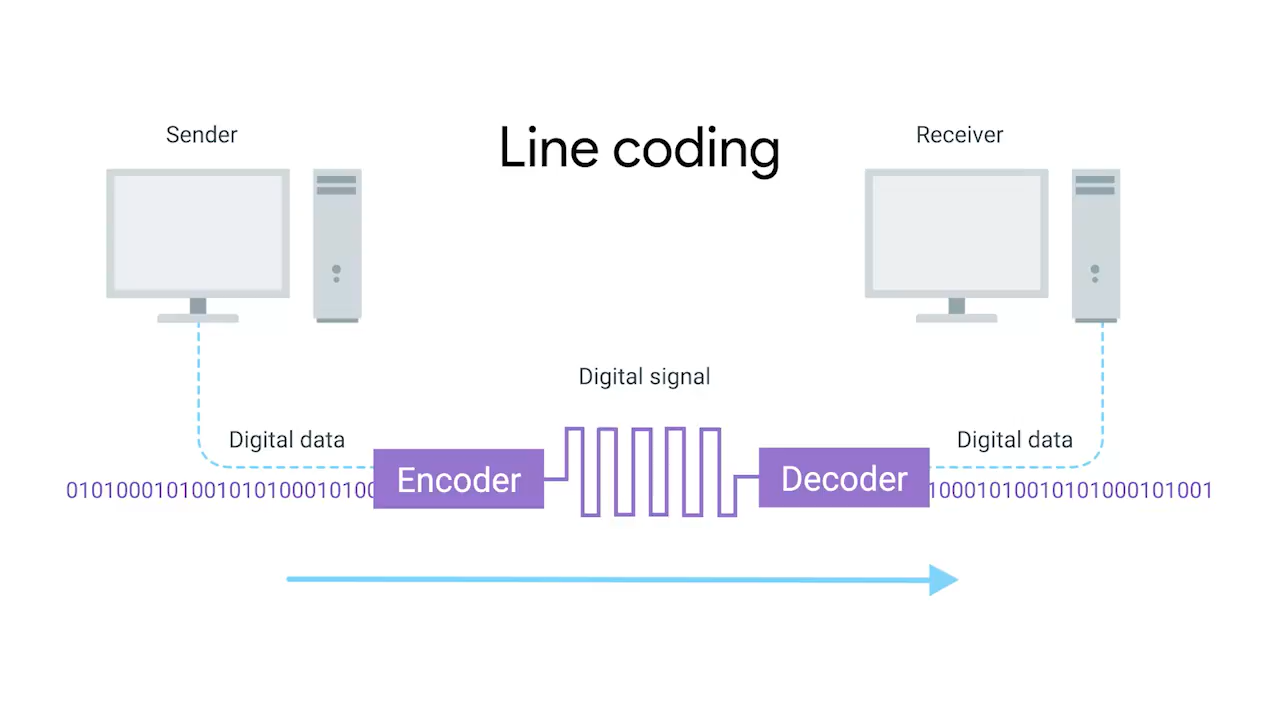 Line coding
Sender
Receiver
Digital signal
Digital data
Digital data
Encoder
Decoder
0101000101001010100010100
10001010010101000101001